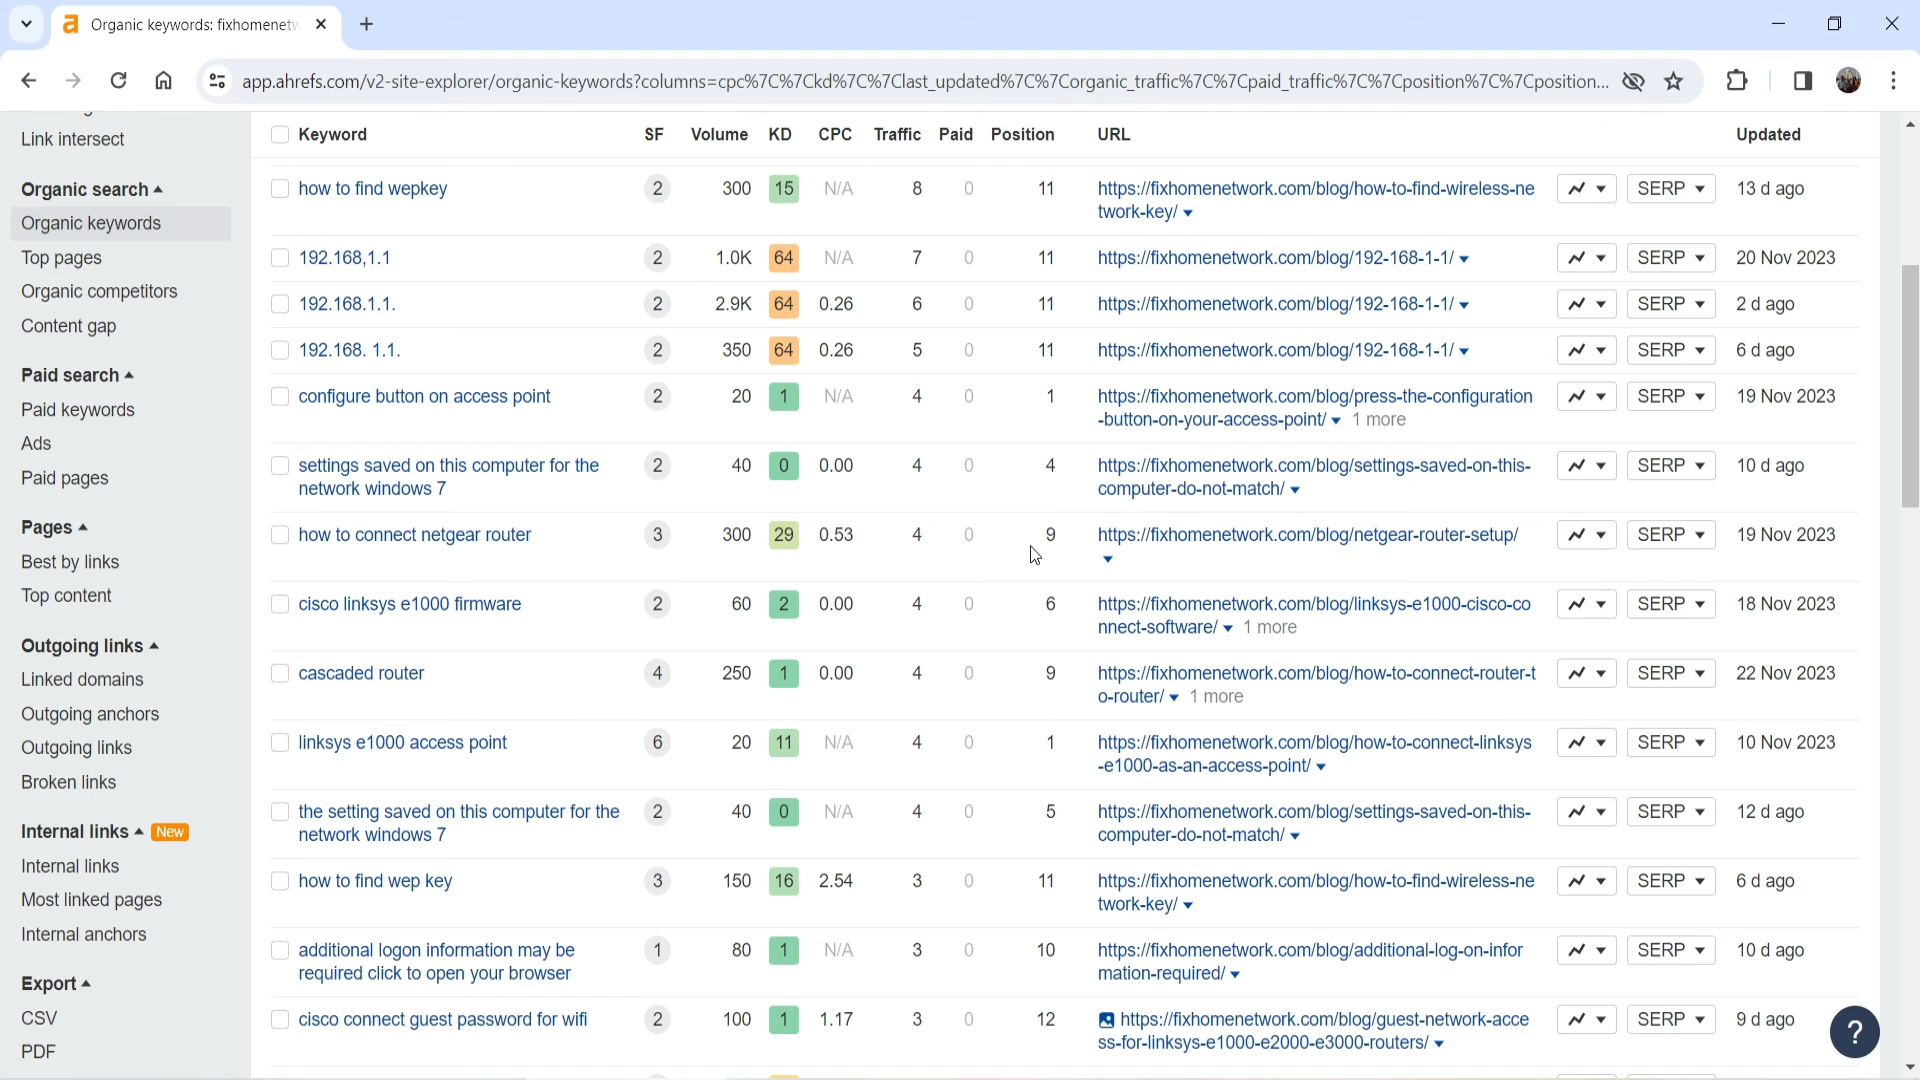 Organic keywords: fixhomenetw
app.ahrefs.com/v2-site-explorer/organic-keywords?columns=cpc%7C%7Ckd%7C%7Clast_updated%7C%7Corganic_traffic%7C%7Cpaid_traffic%7C%7Cposition%7C%7Cposition...
Link intersect
Organic search
Organic keywords
Top pages
Organic competitors
Content gap
Paid search
Paid keywords
Ads
Paid pages
Pages
Best by links
Top content
Outgoing links
Linked domains
Outgoing anchors
Outgoing links
Broken links
Internal links New
Internal links
Most linked pages
Internal anchors
Export
CSV
PDF
Keyword SF Volume KD CPC Traffic Paid Position URL Updated
how to find wepkey 2 300 15 N/A 8 0 11 https://fixhomenetwork.com/blog/how-to-find-wireless-ne SERP 13 d ago
twork-key/
192.168,1.1 2 1.0K 64 N/A 7 0 11 https://fixhomenetwork.com/blog/192-168-1-1/ SERP 20 Nov 2023
192.168.1.1. 2 2.9K 64 0.26 6 0 11 https://fixhomenetwork.com/blog/192-168-1-1/ SERP 2 d ago
192.168. 1.1. 2 350 64 0.26 5 0 11 https://fixhomenetwork.com/blog/192-168-1-1/ SERP 6 d ago
configure button on access point 2 20 1 N/A 4 0 1 https://fixhomenetwork.com/blog/press-the-configuration SERP 19 Nov 2023
-button-on-your-access-point/ 1 more
settings saved on this computer for the 2 40 0 0.00 4 0 4 https://fixhomenetwork.com/blog/settings-saved-on-this- SERP 10 d ago
network windows 7 computer-do-not-match/
how to connect netgear router 3 300 29 0.53 4 0 9 https://fixhomenetwork.com/blog/netgear-router-setup/ SERP 19 Nov 2023
cisco linksys e1000 firmware 2 60 2 0.00 4 0 6 https://fixhomenetwork.com/blog/linksys-e1000-cisco-co SERP 18 Nov 2023
nnect-software/ 1 more
cascaded router 4 250 1 0.00 4 0 9 https://fixhomenetwork.com/blog/how-to-connect-router-t SERP 22 Nov 2023
o-router/ 1 more
linksys e1000 access point 6 20 11 N/A 4 0 1 https://fixhomenetwork.com/blog/how-to-connect-linksys SERP 10 Nov 2023
-e1000-as-an-access-point/
the setting saved on this computer for the 2 40 0 N/A 4 0 5 https://fixhomenetwork.com/blog/settings-saved-on-this- SERP 12 d ago
network windows 7 computer-do-not-match/
how to find wep key 3 150 16 2.54 3 0 11 https://fixhomenetwork.com/blog/how-to-find-wireless-ne SERP 6 d ago
twork-key/
additional logon information may be 1 80 1 N/A 3 0 10 https://fixhomenetwork.com/blog/additional-log-on-infor SERP 10 d ago
required click to open your browser mation-required/
cisco connect guest password for wifi 2 100 1 1.17 3 0 12 https://fixhomenetwork.com/blog/guest-network-acce SERP 9 d ago
ss-for-linksys-e1000-e2000-e3000-routers/
?